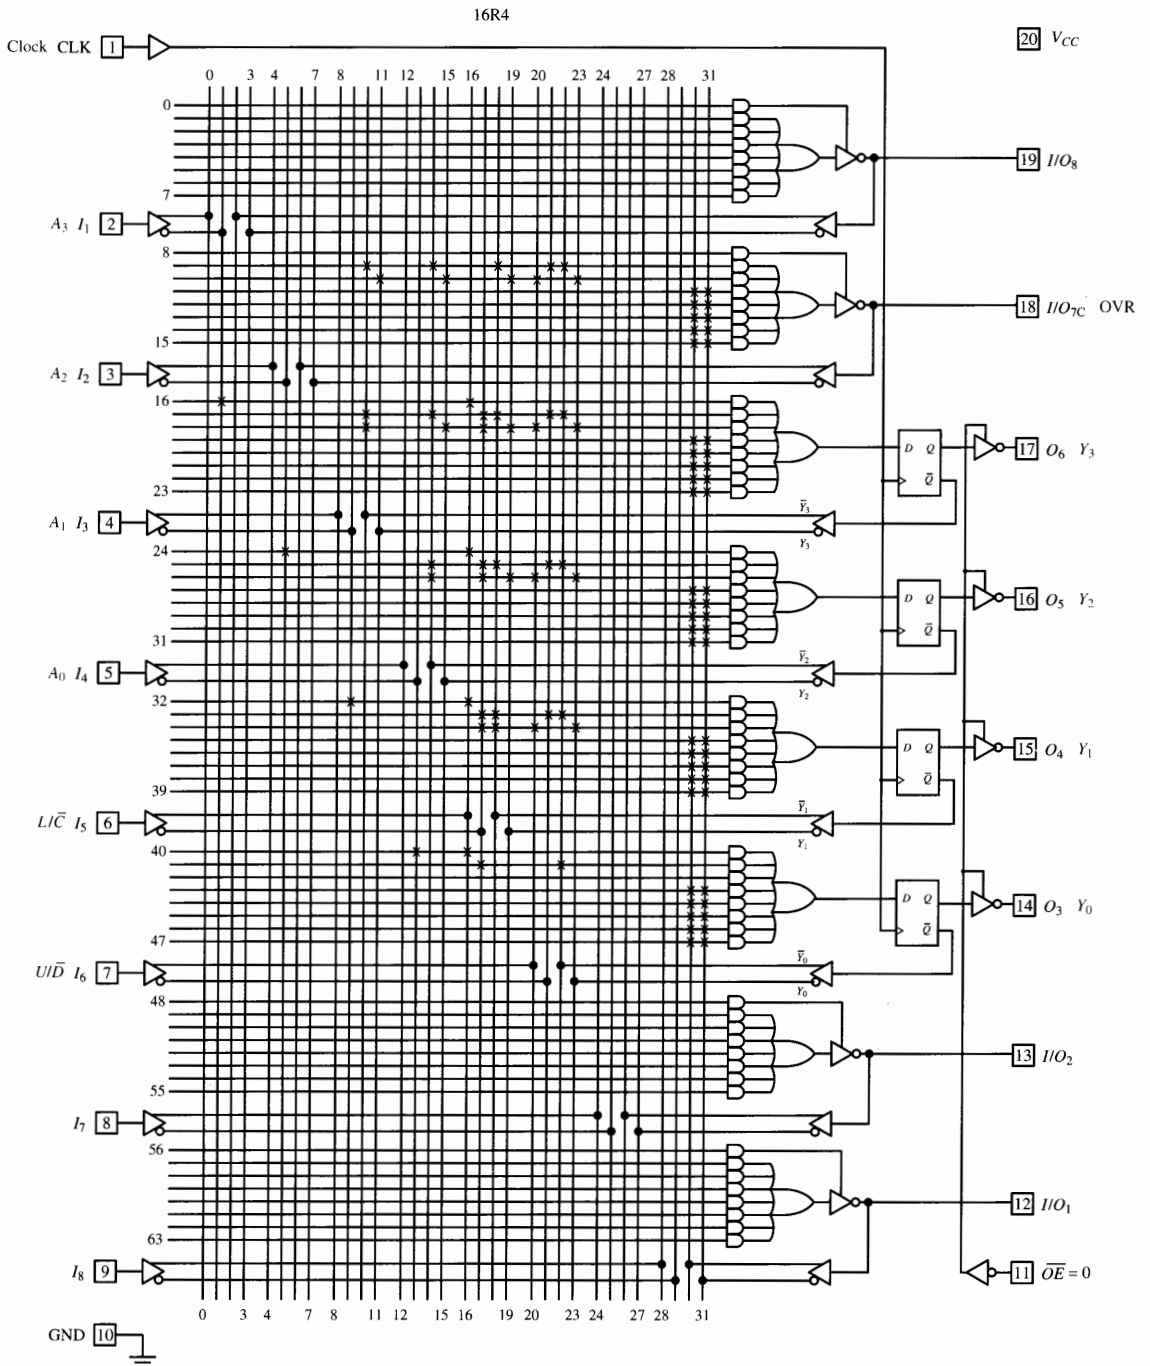 16R4
Clock CLK 1
20 V_CC
0 3 4 7 8 11 12 15 16 19 20 23 24 27 28 31
0
19 I/O₈
7
A₃ I₁ 2
8
18 I/O₇C OVR
15
A₂ I₂ 3
16
D Q
17 O₆ Y₃
Q̅
23
Y̅₃
A₁ I₃ 4
Y₃
24
D Q
16 O₅ Y₂
Q̅
31
Y̅₂
A₀ I₄ 5
Y₂
32
D Q
15 O₄ Y₁
Q̅
39
Y̅₁
L/C̅ I₅ 6
Y₁
40
D Q
14 O₃ Y₀
Q̅
47
Y̅₀
U/D̅ I₆ 7
Y₀
48
13 I/O₂
55
I₇ 8
56
12 I/O₁
63
I₈ 9
11 O̅E̅ = 0
0 3 4 7 8 11 12 15 16 19 20 23 24 27 28 31
GND 10